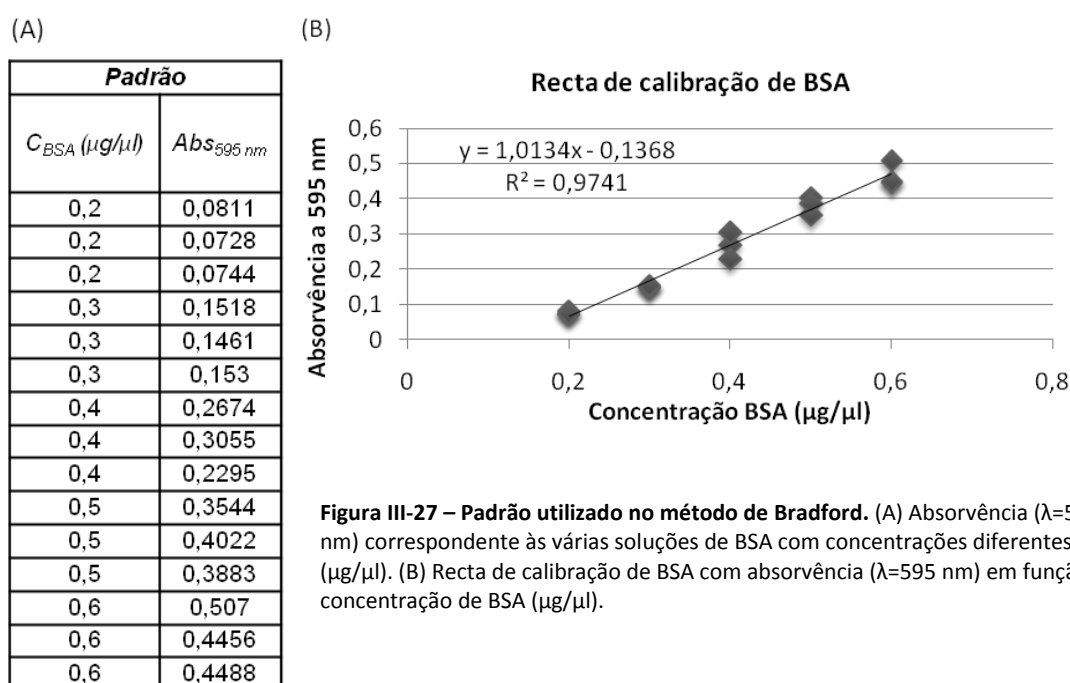 (A)
Padrão
C_BSA (µg/µl) Abs_595 nm
0,2 0,0811
0,2 0,0728
0,2 0,0744
0,3 0,1518
0,3 0,1461
0,3 0,153
0,4 0,2674
0,4 0,3055
0,4 0,2295
0,5 0,3544
0,5 0,4022
0,5 0,3883
0,6 0,507
0,6 0,4456
0,6 0,4488
(B)
Recta de calibração de BSA
y = 1,0134x - 0,1368
R² = 0,9741
Absorvência a 595 nm
0,6
0,5
0,4
0,3
0,2
0,1
0
0 0,2 0,4 0,6 0,8
Concentração BSA (µg/µl)
Figura III-27 – Padrão utilizado no método de Bradford. (A) Absorvência (λ=5
nm) correspondente às várias soluções de BSA com concentrações diferentes
(µg/µl). (B) Recta de calibração de BSA com absorvência (λ=595 nm) em funçã
concentração de BSA (µg/µl).